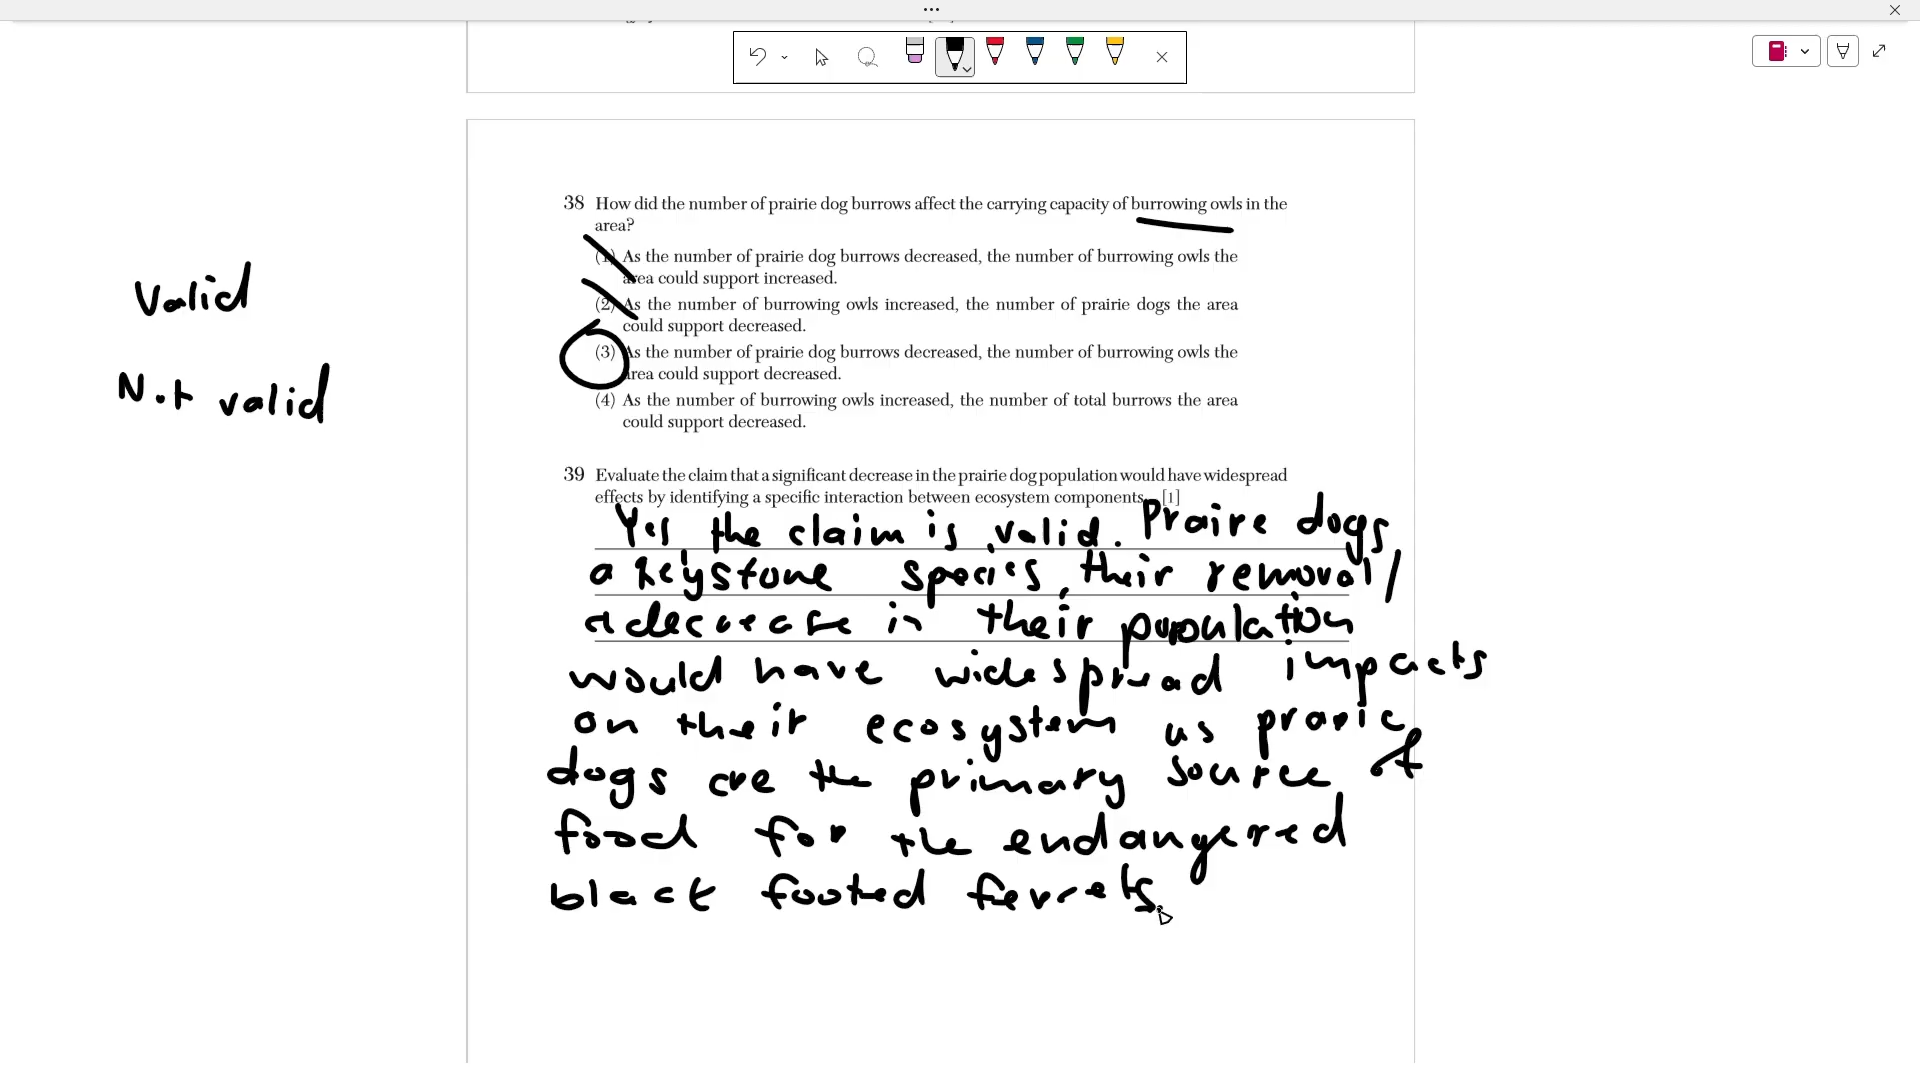 38 How did the number of prairie dog burrows affect the carrying capacity of burrowing owls in the
area?
(1) As the number of prairie dog burrows decreased, the number of burrowing owls the
area could support increased.
(2) As the number of burrowing owls increased, the number of prairie dogs the area
could support decreased.
(3) As the number of prairie dog burrows decreased, the number of burrowing owls the
area could support decreased.
(4) As the number of burrowing owls increased, the number of total burrows the area
could support decreased.
Valid
Not valid
39 Evaluate the claim that a significant decrease in the prairie dog population would have widespread
effects by identifying a specific interaction between ecosystem components. [1]
Yes, the claim is valid. Praire dogs
a keystone species, their removal/
a decrease in their population
would have widespread impacts
on their ecosystem as prarie
dogs are the primary source of
food for the endangered
black footed ferrets.